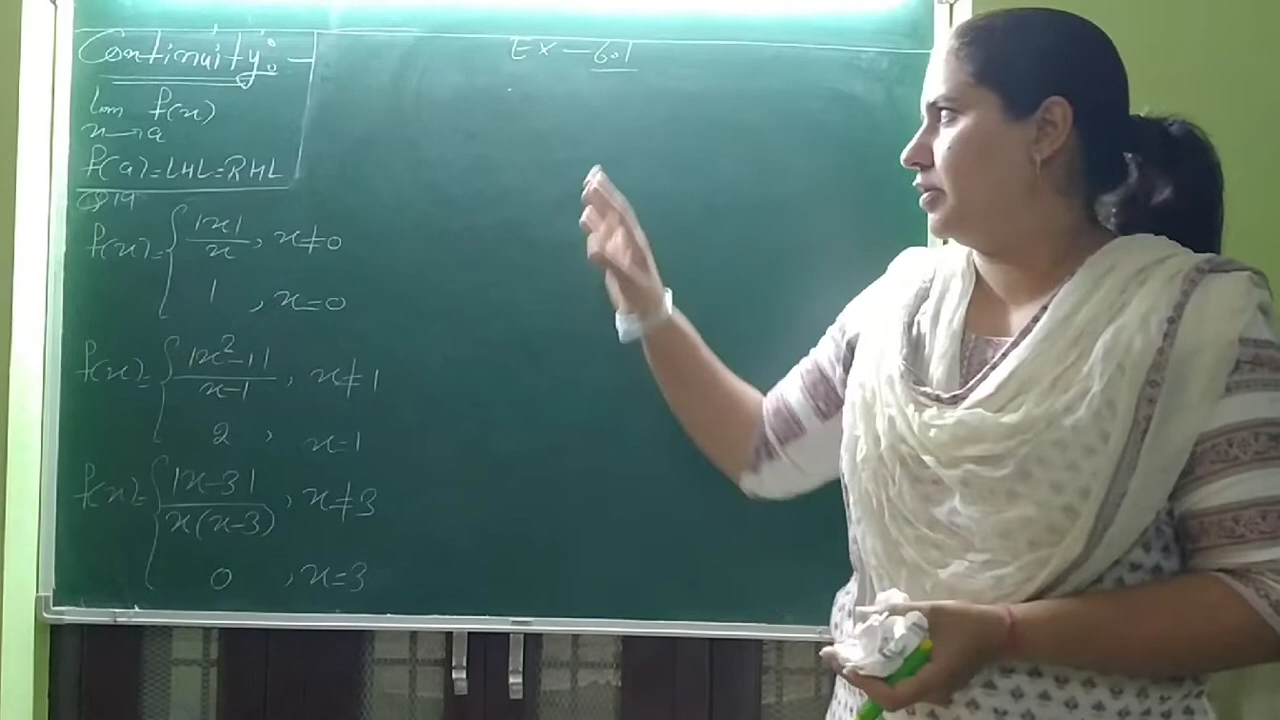 Continuity:-
Ex-6.1
lim f(x)
x→a
f(a)=LHL=RHL
Q19
f(x)={ |x|/x, x≠0
1, x=0
f(x)={ |x²-1|/x-1, x≠1
2, x=1
f(x)={ |x-3|/x(x-3), x≠3
0, x=3